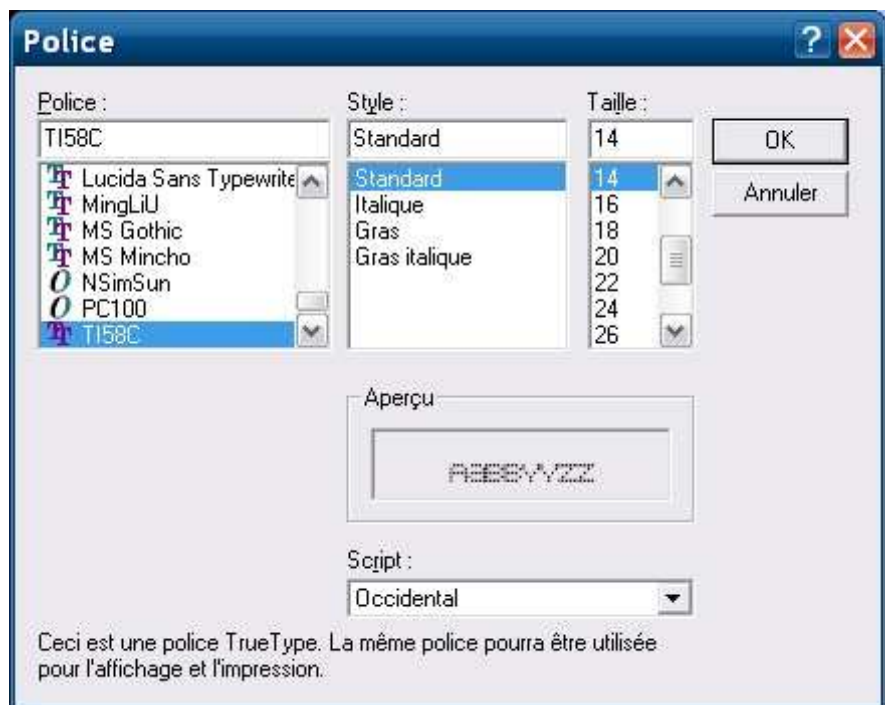 Police
?
Police :
TI58C
Lucida Sans Typewrite
MingLiU
MS Gothic
MS Mincho
NSimSun
PC100
TI58C
Style :
Standard
Standard
Italique
Gras
Gras italique
Taille :
14
14
16
18
20
22
24
26
OK
Annuler
Aperçu
AaBbYyZz
Script :
Occidental
Ceci est une police TrueType. La même police pourra être utilisée
pour l'affichage et l'impression.